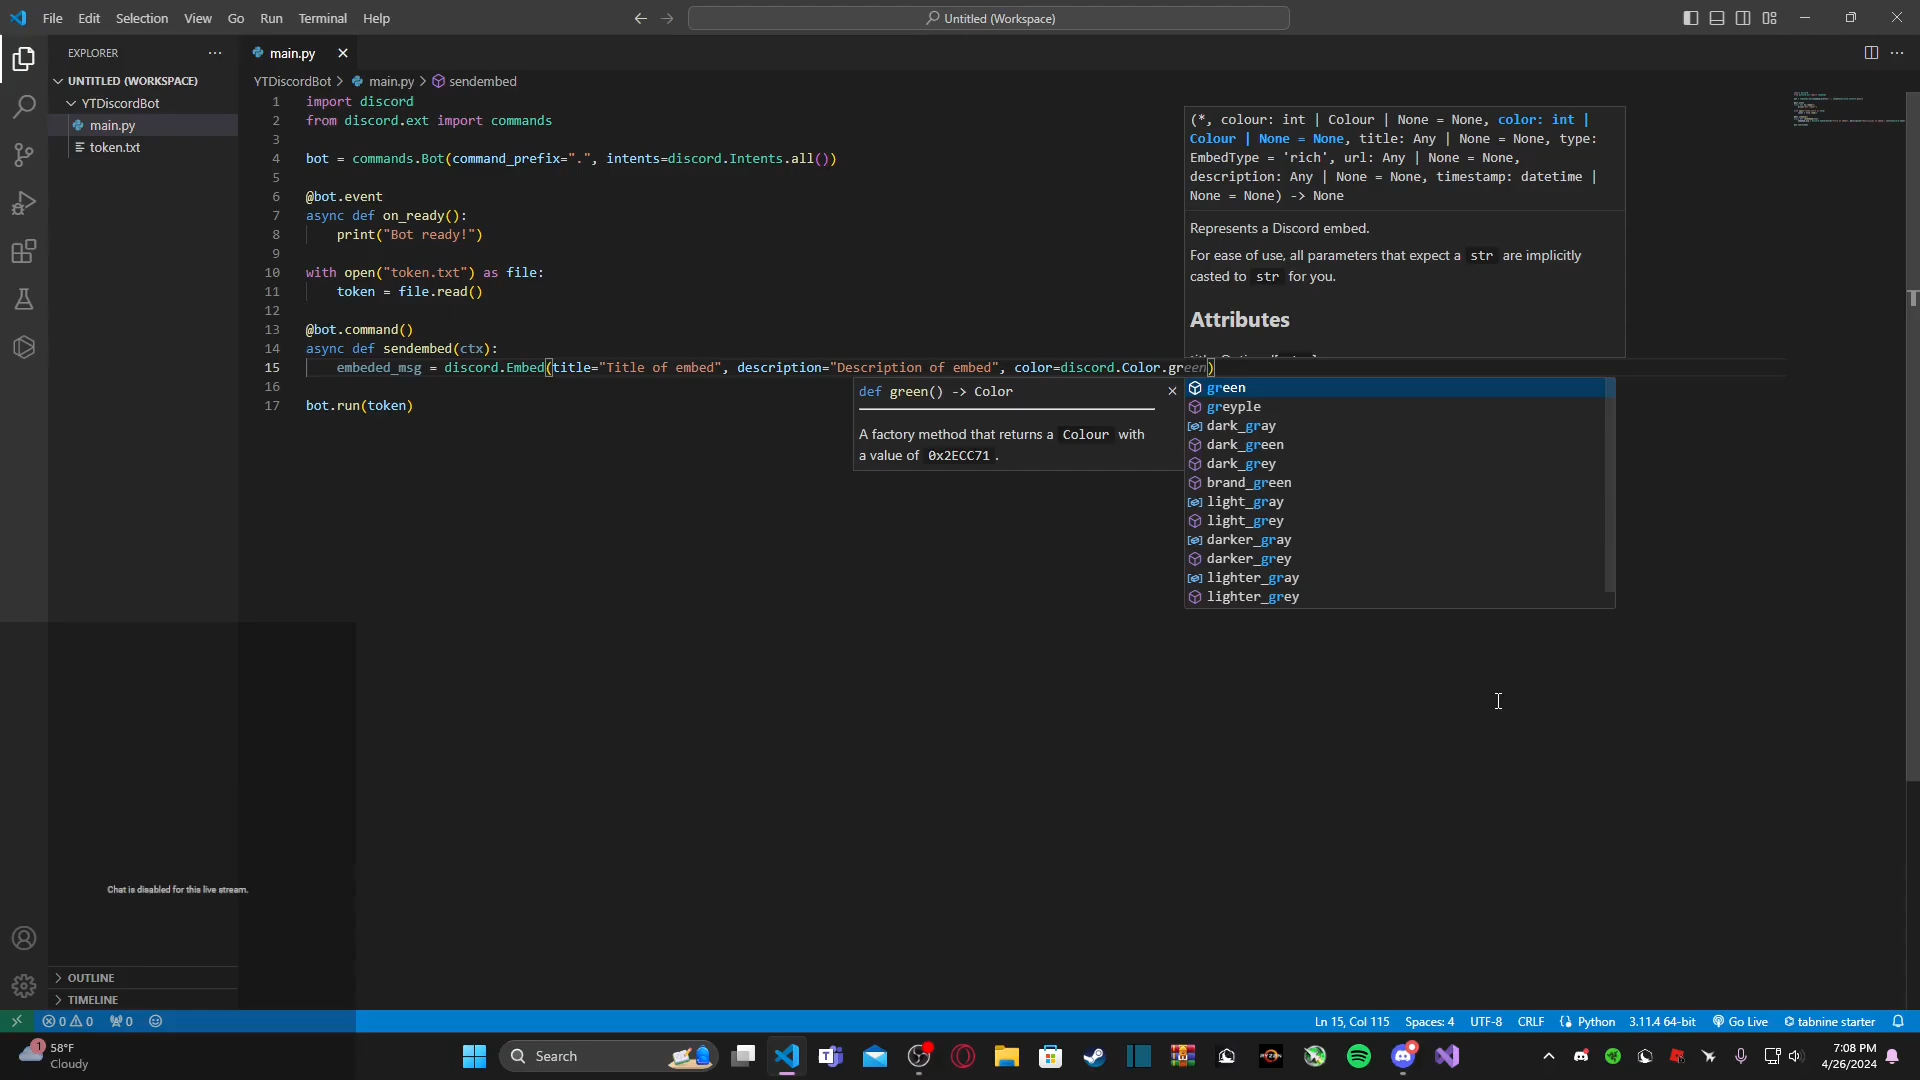 File Edit Selection View Go Run Terminal Help
Untitled (Workspace)
EXPLORER
main.py
UNTITLED (WORKSPACE)
YTDiscordBot
main.py
token.txt
YTDiscordBot > main.py > sendembed
1 import discord
2 from discord.ext import commands
3
4 bot = commands.Bot(command_prefix=".", intents=discord.Intents.all())
5
6 @bot.event
7 async def on_ready():
8 print("Bot ready!")
9
10 with open("token.txt") as file:
11 token = file.read()
12
13 @bot.command()
14 async def sendembed(ctx):
15 embeded_msg = discord.Embed(title="Title of embed", description="Description of embed", color=discord.Color.green)
16
17 bot.run(token)
(*, colour: int | Colour | None = None, color: int |
Colour | None = None, title: Any | None = None, type:
EmbedType = 'rich', url: Any | None = None,
description: Any | None = None, timestamp: datetime |
None = None) -> None
Represents a Discord embed.
For ease of use, all parameters that expect a str are implicitly
casted to str for you.
Attributes
def green() -> Color
A factory method that returns a Colour with
a value of 0x2ECC71 .
green
greyple
dark_gray
dark_green
dark_grey
brand_green
light_gray
light_grey
darker_gray
darker_grey
lighter_gray
lighter_grey
Chat is disabled for this live stream.
OUTLINE
TIMELINE
0 0 0
Ln 15, Col 115 Spaces: 4 UTF-8 CRLF Python 3.11.4 64-bit Go Live tabnine starter
1
58°F
Cloudy
Search
RYZEN
7:08 PM
4/26/2024